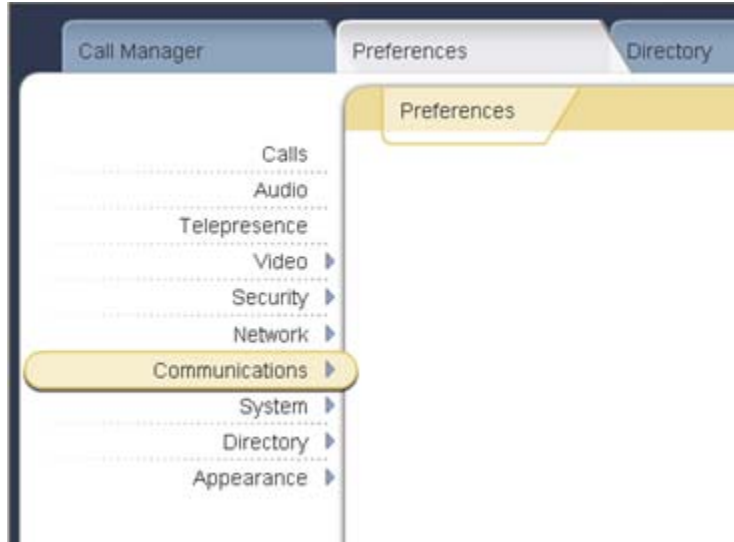 Call Manager Preferences Directory
Preferences
Calls
Audio
Telepresence
Video
Security
Network
Communications
System
Directory
Appearance